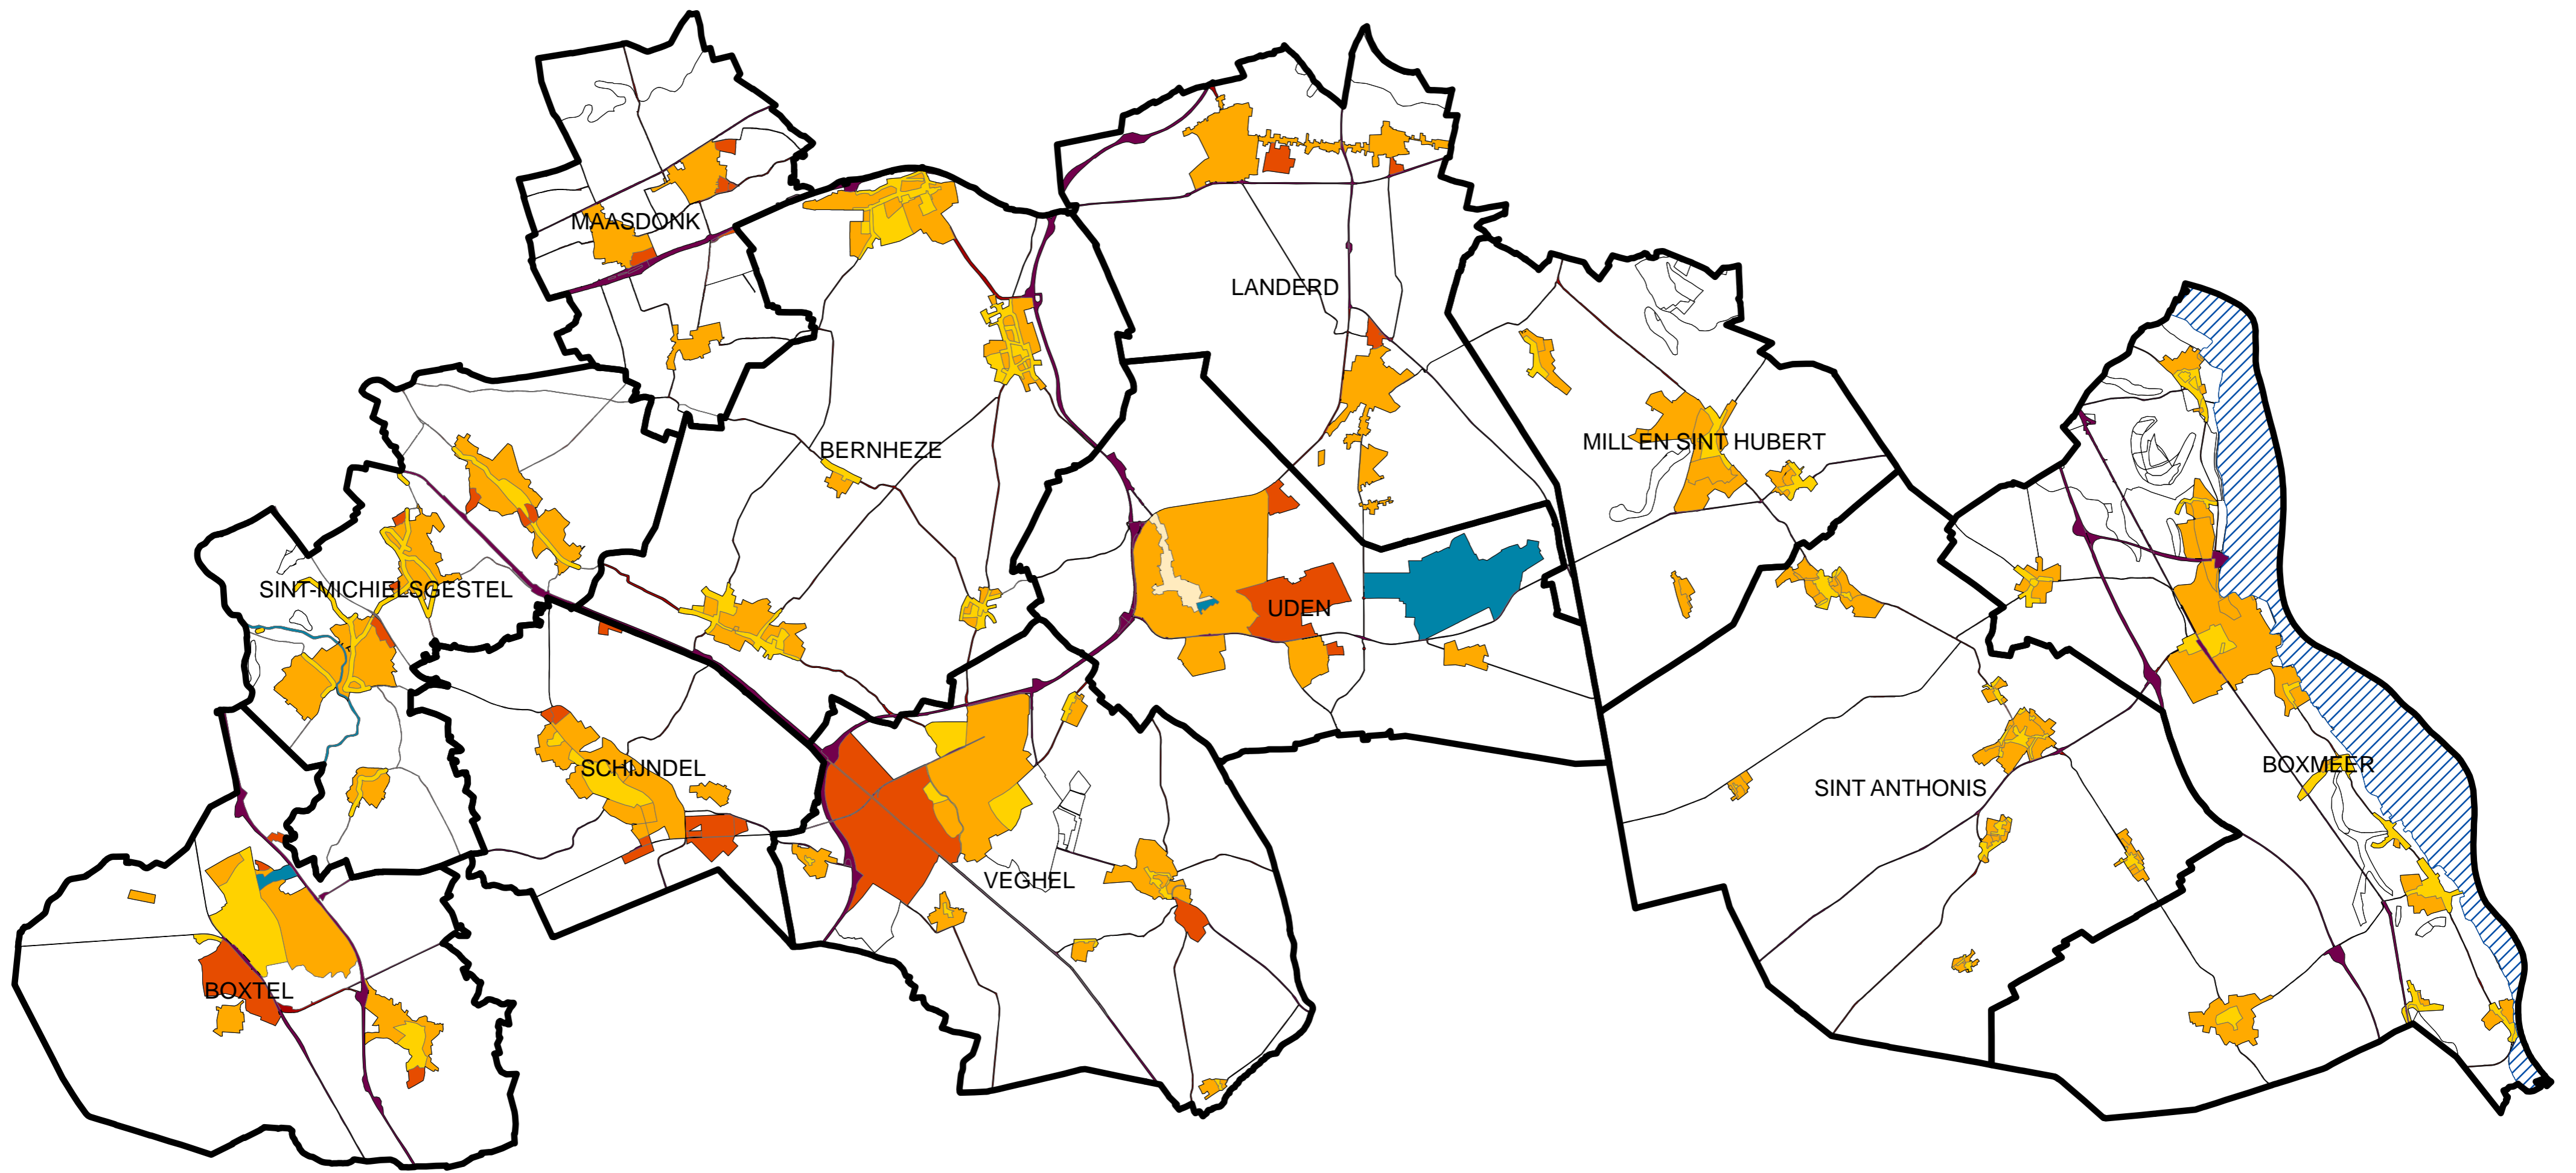 MAASDONK
LANDERD
BERNHEZE
MILL EN SINT HUBERT
SINT-MICHIELSGESTEL
UDEN
SCHIJNDEL
BOXMEER
SINT ANTHONIS
VEGHEL
BOXTEL